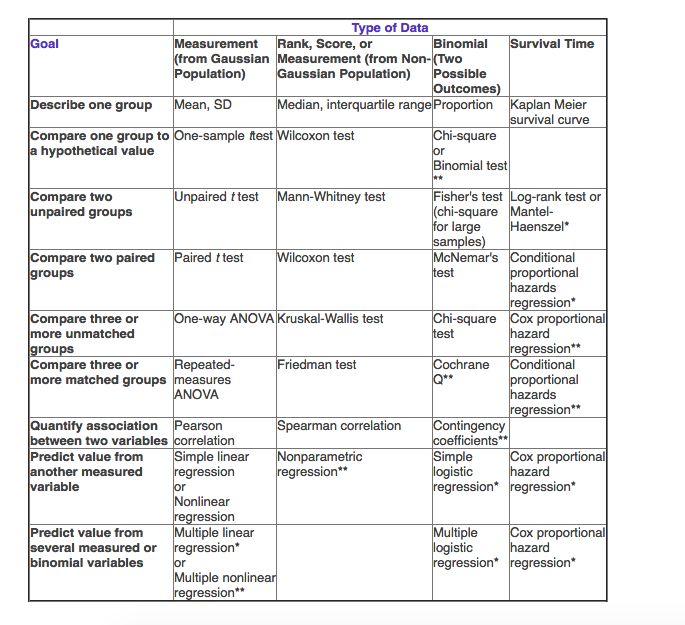 Type of Data
Goal
Measurement
(from Gaussian
Population)
Rank, Score, or
Measurement (from Non-
Gaussian Population)
Binomial
(Two
Possible
Outcomes)
Survival Time
Describe one group
Mean, SD
Median, interquartile range
Proportion
Kaplan Meier
survival curve
Compare one group to
a hypothetical value
One-sample ttest
Wilcoxon test
Chi-square
or
Binomial test
**
Compare two
unpaired groups
Unpaired t test
Mann-Whitney test
Fisher's test
(chi-square
for large
samples)
Log-rank test or
Mantel-
Haenszel*
Compare two paired
groups
Paired t test
Wilcoxon test
McNemar's
test
Conditional
proportional
hazards
regression*
Compare three or
more unmatched
groups
One-way ANOVA
Kruskal-Wallis test
Chi-square
test
Cox proportional
hazard
regression**
Compare three or
more matched groups
Repeated-
measures
ANOVA
Friedman test
Cochrane
Q**
Conditional
proportional
hazards
regression**
Quantify association
between two variables
Pearson
correlation
Spearman correlation
Contingency
coefficients**
Predict value from
another measured
variable
Simple linear
regression
or
Nonlinear
regression
Nonparametric
regression**
Simple
logistic
regression*
Cox proportional
hazard
regression*
Predict value from
several measured or
binomial variables
Multiple linear
regression*
or
Multiple nonlinear
regression**
Multiple
logistic
regression*
Cox proportional
hazard
regression*